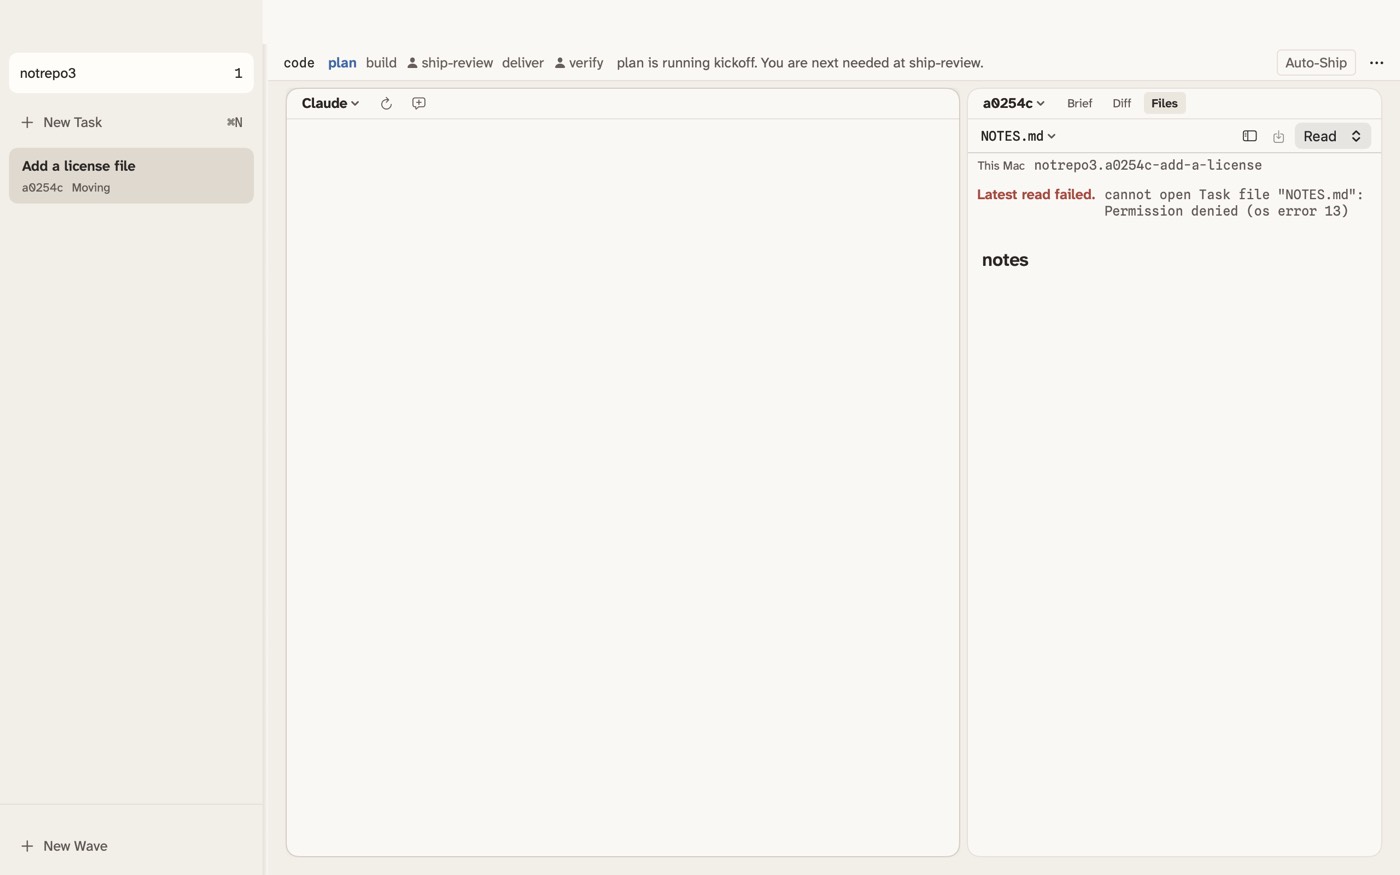 notrepo3 1
New Task ⌘N
Add a license file
a0254c Moving
New Wave
code plan build ship-review deliver verify plan is running kickoff. You are next needed at ship-review.
Auto-Ship
Claude
a0254c Brief Diff Files
NOTES.md Read
This Mac notrepo3.a0254c-add-a-license
Latest read failed. cannot open Task file "NOTES.md":
Permission denied (os error 13)
notes